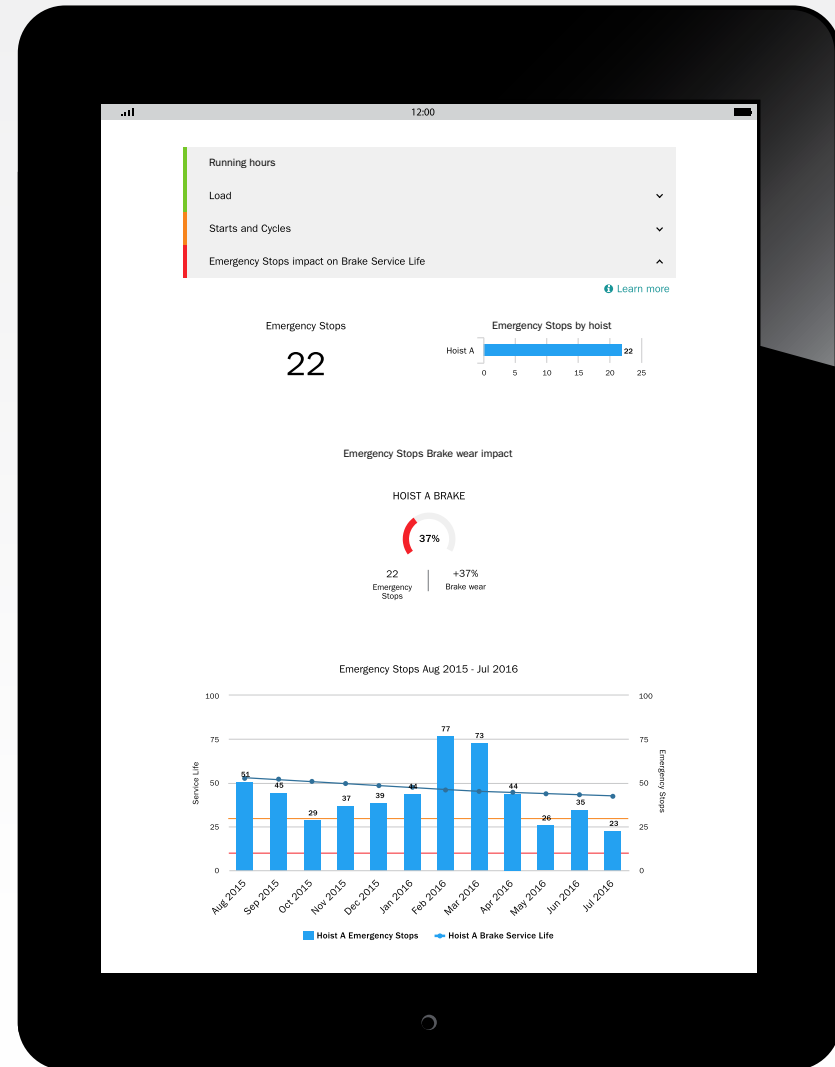 12:00
Running hours
Load
Starts and Cycles
Emergency Stops impact on Brake Service Life
Learn more
Emergency Stops
22
Emergency Stops by hoist
Hoist A
22
0 5 10 15 20 25
Emergency Stops Brake wear impact
HOIST A BRAKE
37%
22
Emergency
Stops
+37%
Brake wear
Emergency Stops Aug 2015 - Jul 2016
Service Life
100
75
50
25
0
51 45 29 37 39 44 77 73 44 26 35 23
100
75
50
25
0
Emergency Stops
Aug 2015 Sep 2015 Oct 2015 Nov 2015 Dec 2015 Jan 2016 Feb 2016 Mar 2016 Apr 2016 May 2016 Jun 2016 Jul 2016
Hoist A Emergency Stops Hoist A Brake Service Life